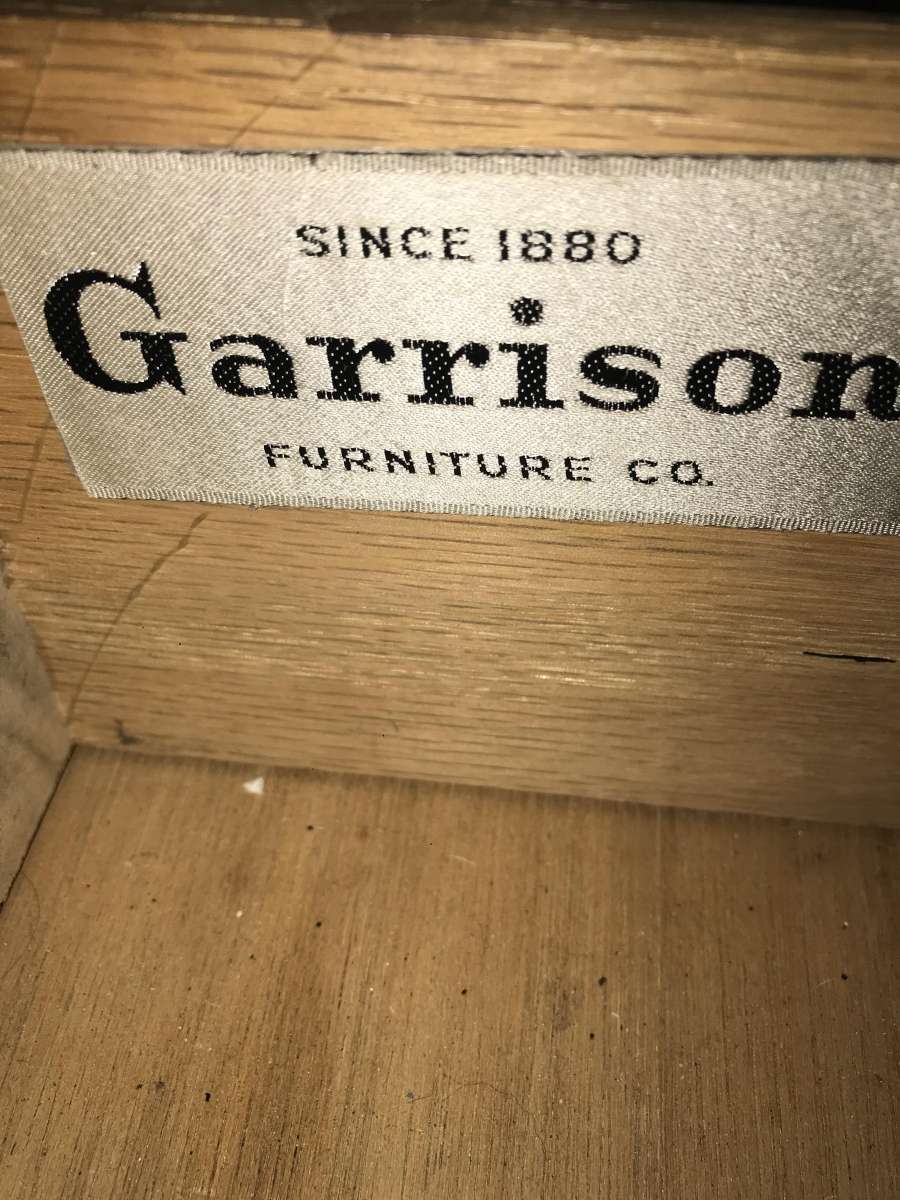 SINCE 1880
Garrison
FURNITURE CO.